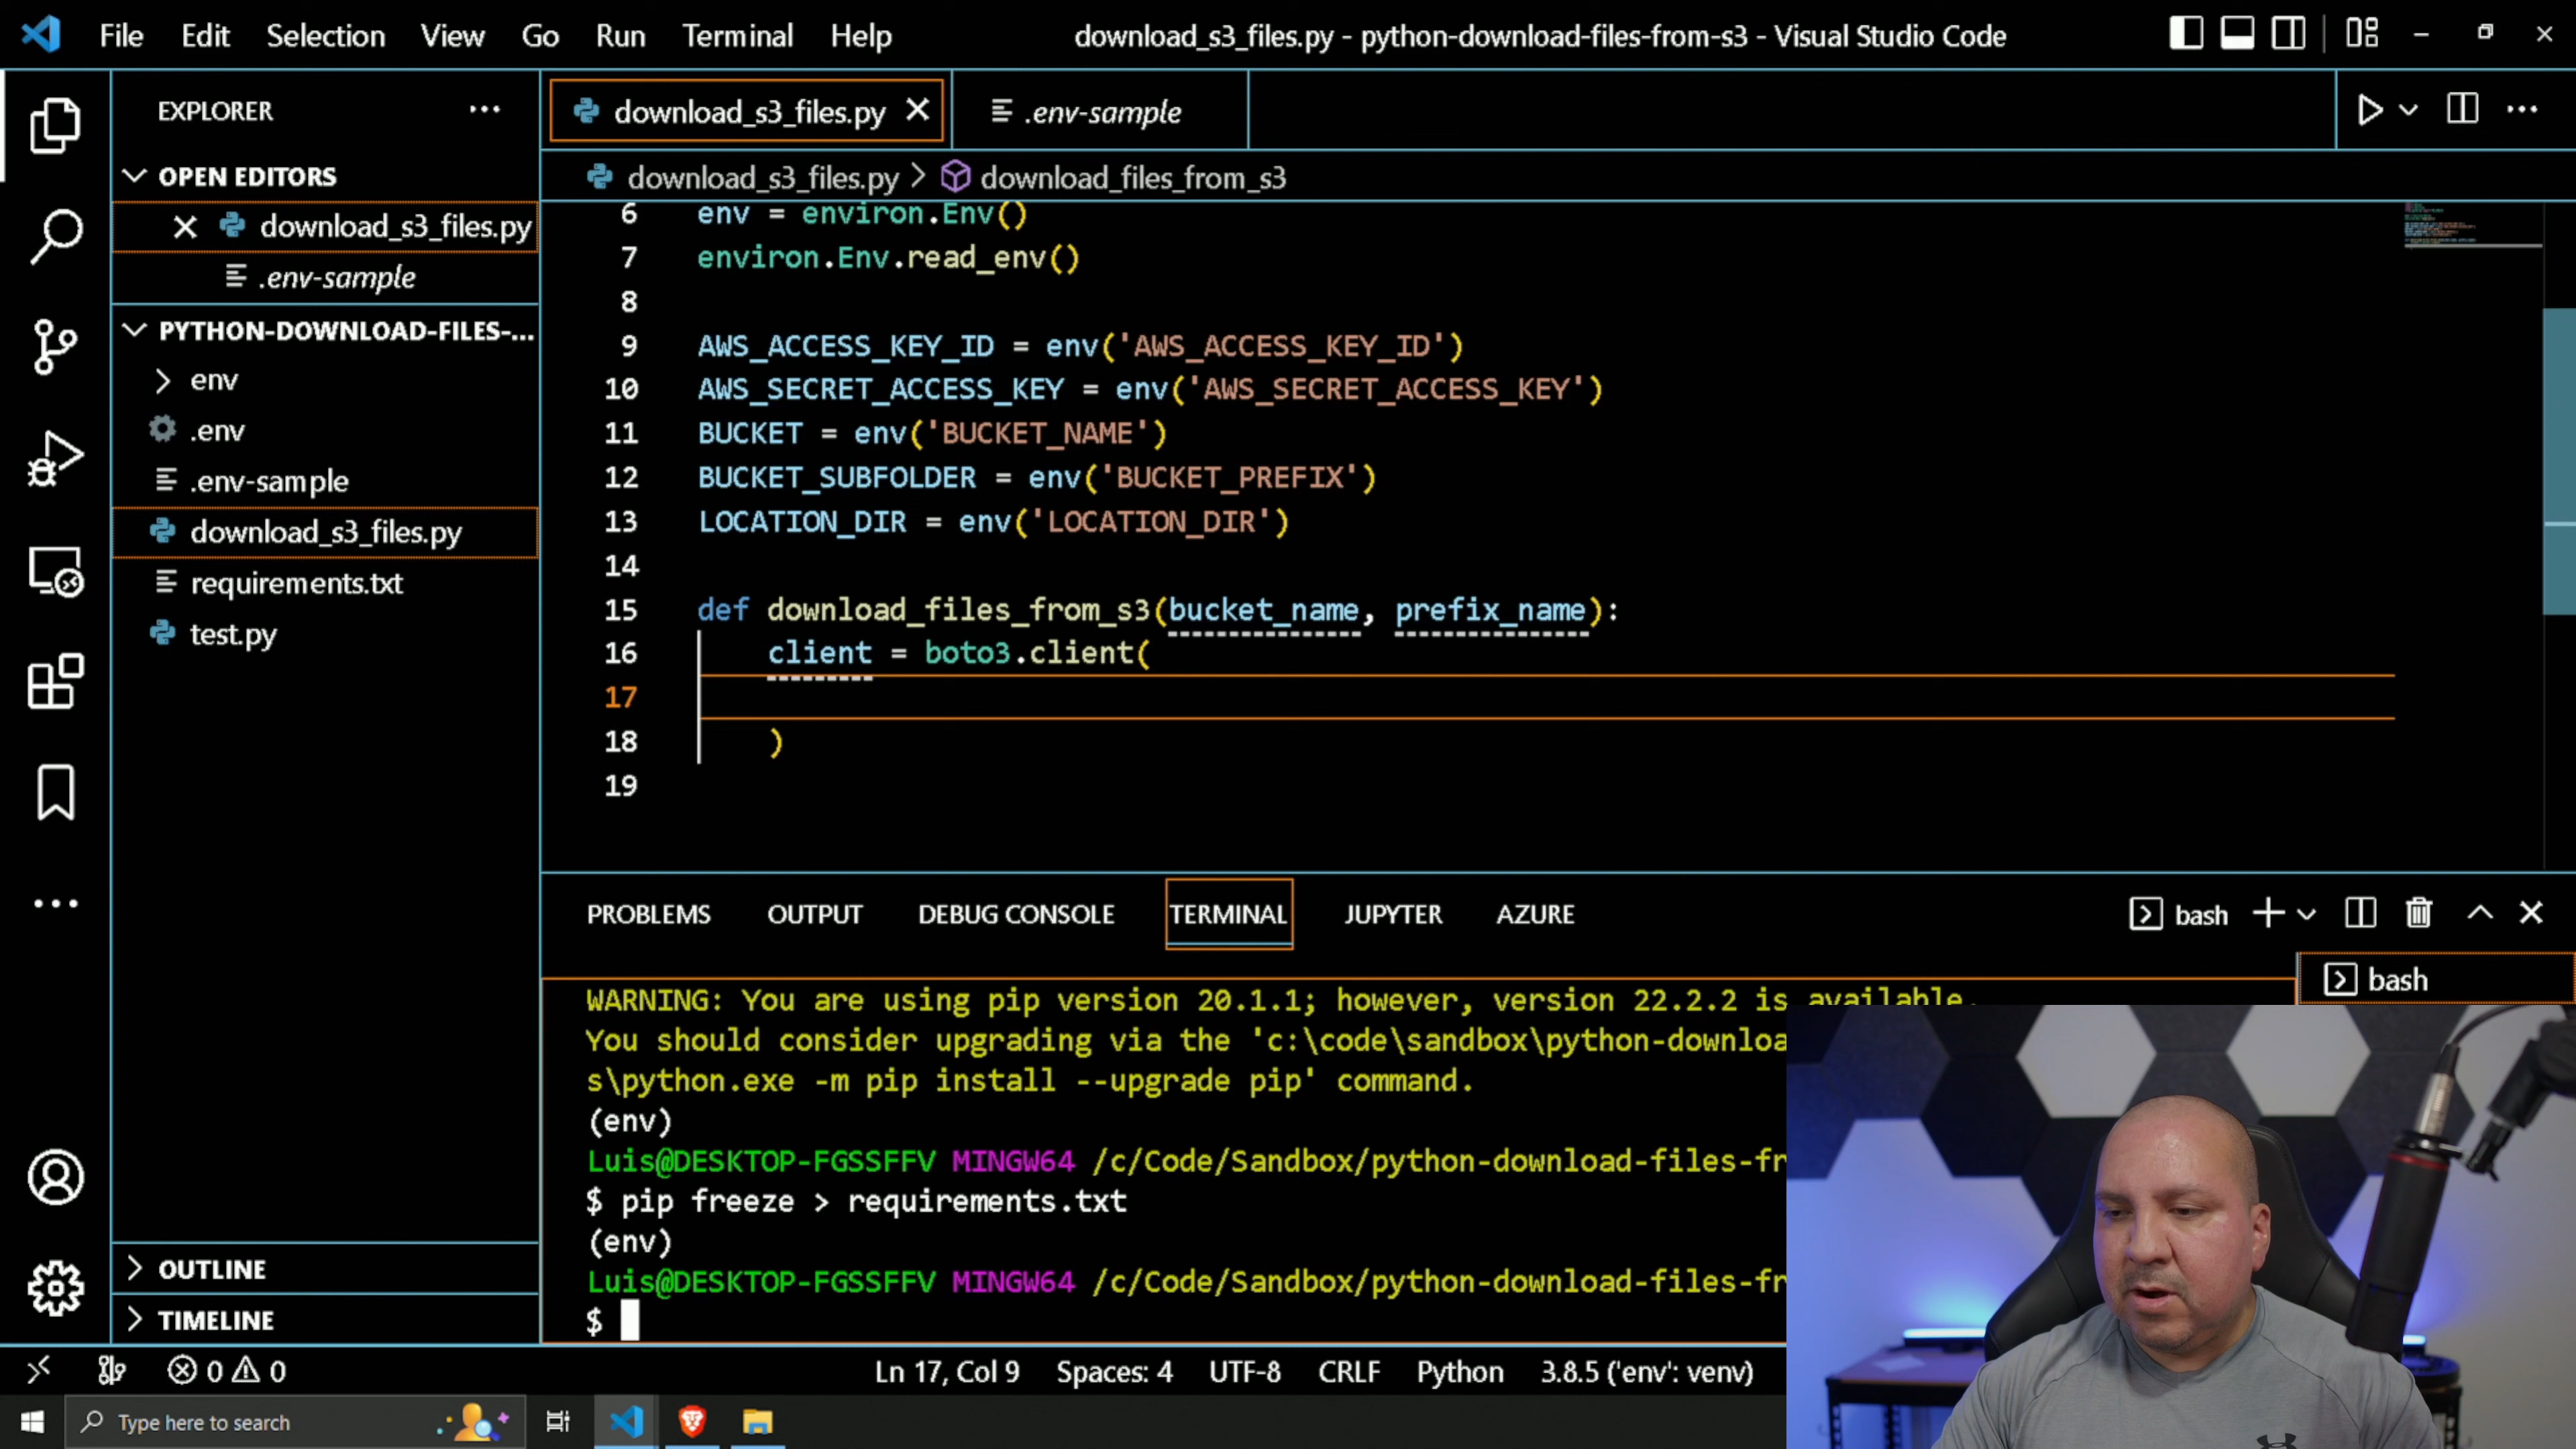 File Edit Selection View Go Run Terminal Help
download_s3_files.py - python-download-files-from-s3 - Visual Studio Code
EXPLORER
OPEN EDITORS
download_s3_files.py
.env-sample
PYTHON-DOWNLOAD-FILES-...
env
.env
.env-sample
download_s3_files.py
requirements.txt
test.py
OUTLINE
TIMELINE
download_s3_files.py
.env-sample
download_s3_files.py > download_files_from_s3
6 env = environ.Env()
7 environ.Env.read_env()
8
9 AWS_ACCESS_KEY_ID = env('AWS_ACCESS_KEY_ID')
10 AWS_SECRET_ACCESS_KEY = env('AWS_SECRET_ACCESS_KEY')
11 BUCKET = env('BUCKET_NAME')
12 BUCKET_SUBFOLDER = env('BUCKET_PREFIX')
13 LOCATION_DIR = env('LOCATION_DIR')
14
15 def download_files_from_s3(bucket_name, prefix_name):
16 client = boto3.client(
17
18 )
19
PROBLEMS OUTPUT DEBUG CONSOLE TERMINAL JUPYTER AZURE
bash
bash
WARNING: You are using pip version 20.1.1; however, version 22.2.2 is available.
You should consider upgrading via the 'c:\code\sandbox\python-downloa
s\python.exe -m pip install --upgrade pip' command.
(env)
Luis@DESKTOP-FGSSFFV MINGW64 /c/Code/Sandbox/python-download-files-fr
$ pip freeze > requirements.txt
(env)
Luis@DESKTOP-FGSSFFV MINGW64 /c/Code/Sandbox/python-download-files-fr
$
0 0
Ln 17, Col 9 Spaces: 4 UTF-8 CRLF Python 3.8.5 ('env': venv)
Type here to search